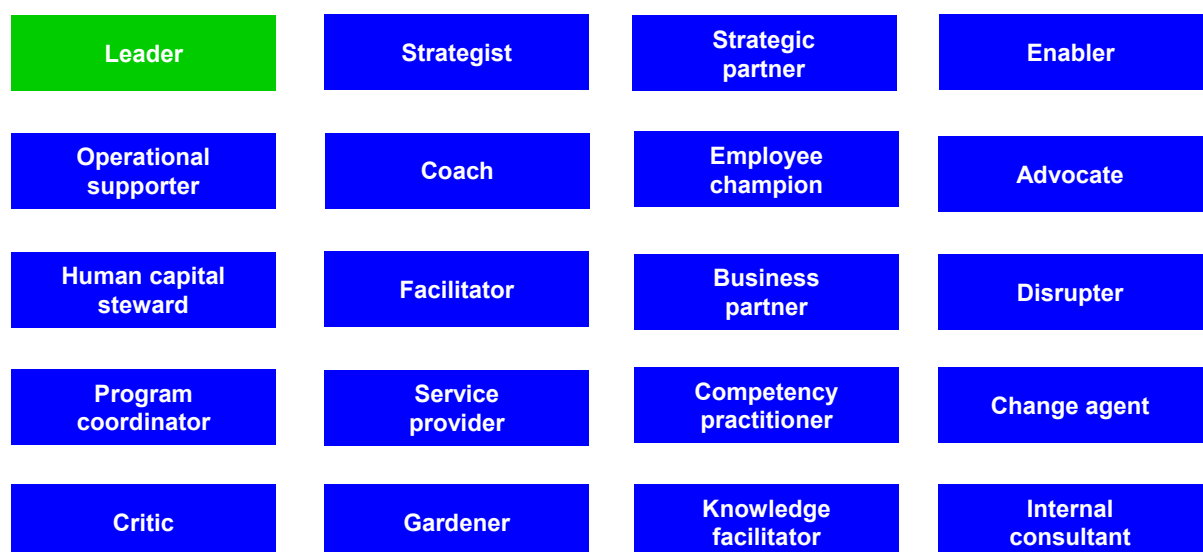 Leader
Strategist
Strategic
partner
Enabler
Operational
supporter
Coach
Employee
champion
Advocate
Human capital
steward
Facilitator
Business
partner
Disrupter
Program
coordinator
Service
provider
Competency
practitioner
Change agent
Critic
Gardener
Knowledge
facilitator
Internal
consultant